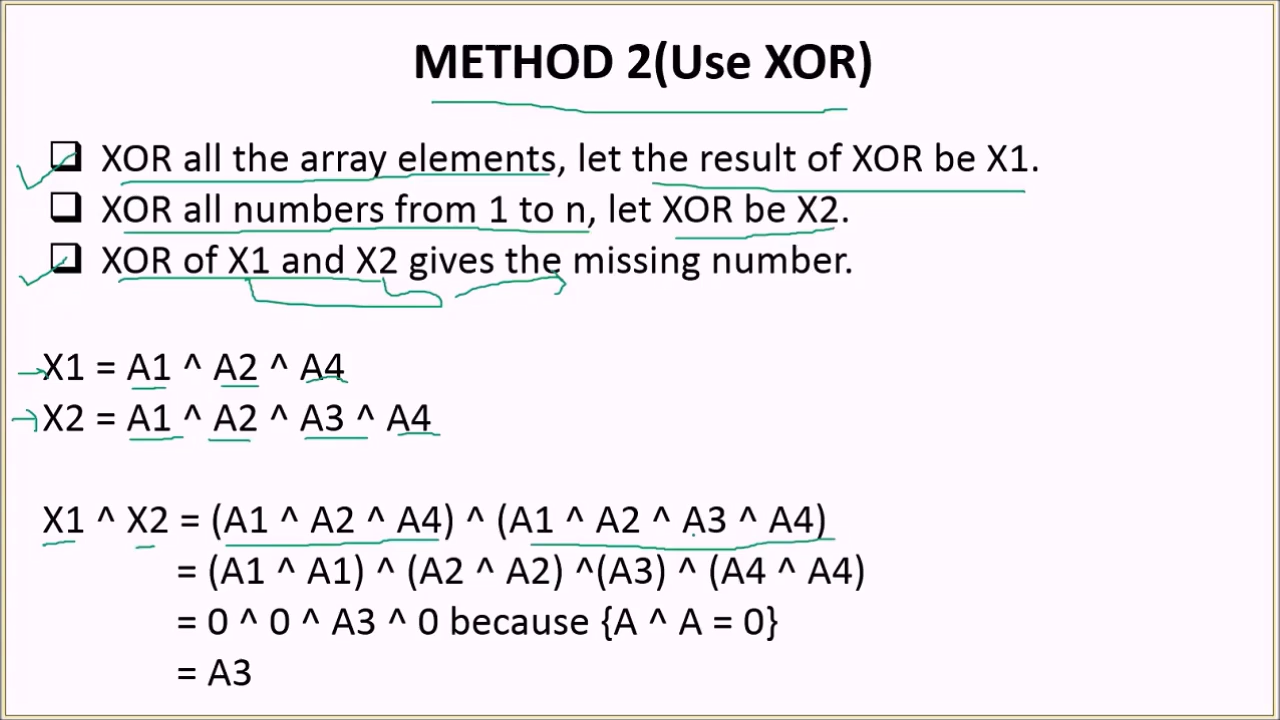 METHOD 2(Use XOR)
XOR all the array elements, let the result of XOR be X1.
XOR all numbers from 1 to n, let XOR be X2.
XOR of X1 and X2 gives the missing number.
X1 = A1 ^ A2 ^ A4
X2 = A1 ^ A2 ^ A3 ^ A4
X1 ^ X2 = (A1 ^ A2 ^ A4) ^ (A1 ^ A2 ^ A3 ^ A4)
= (A1 ^ A1) ^ (A2 ^ A2) ^(A3) ^ (A4 ^ A4)
= 0 ^ 0 ^ A3 ^ 0 because {A ^ A = 0}
= A3